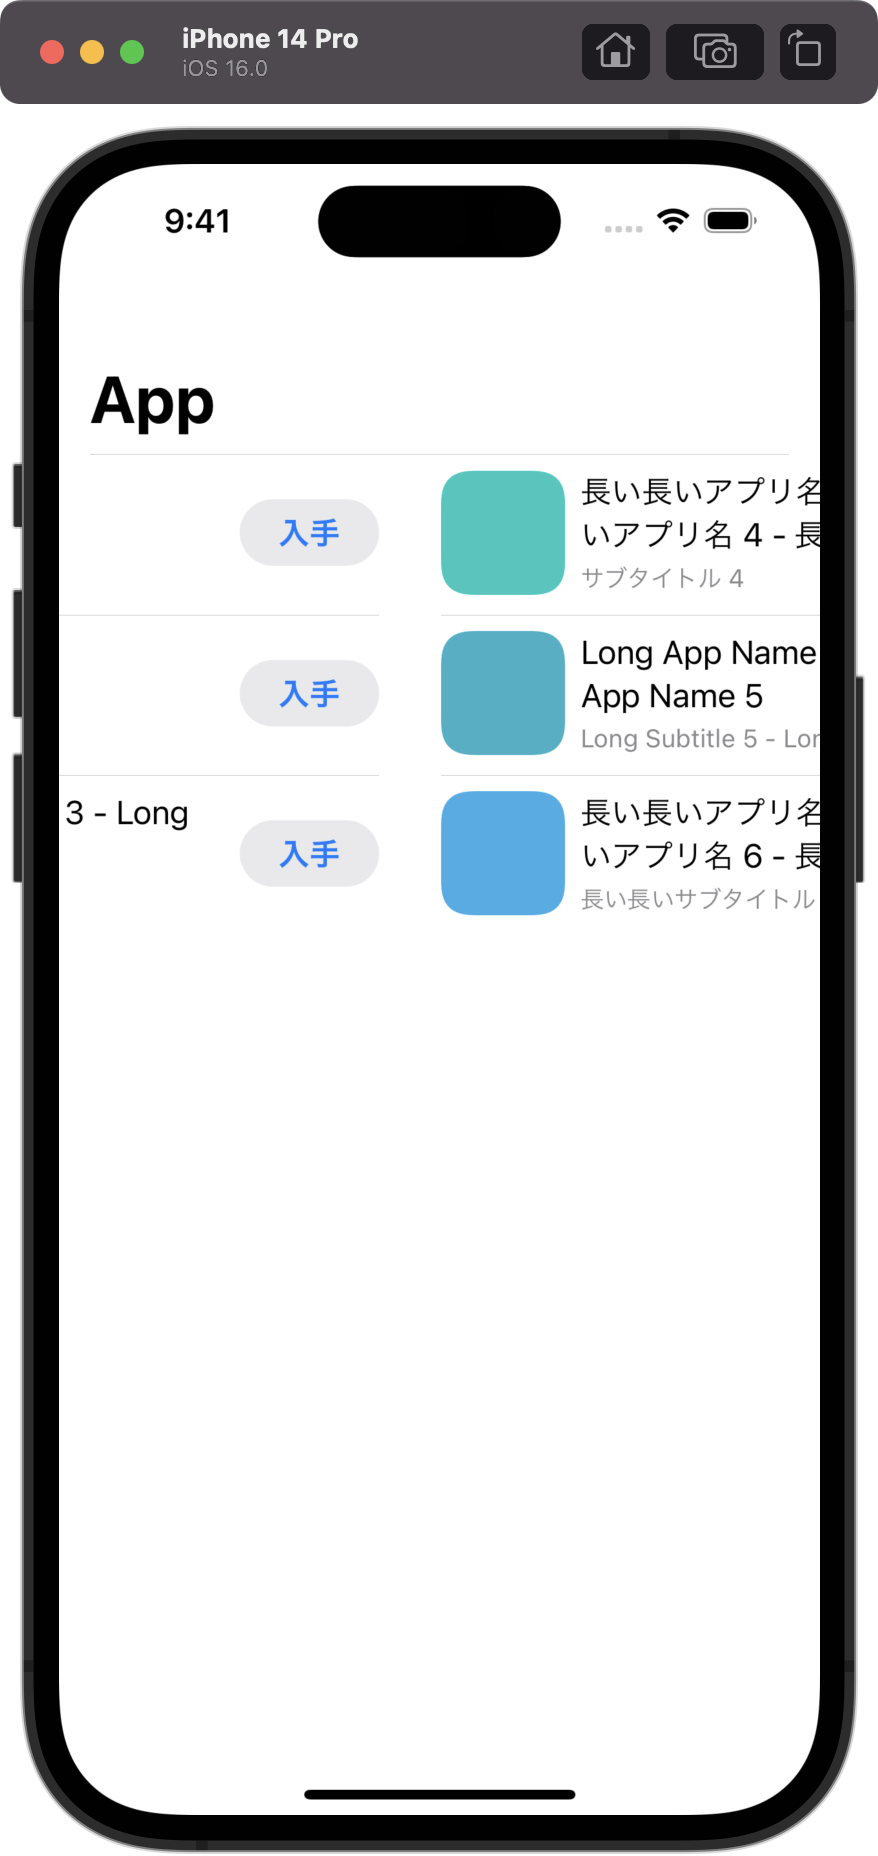 iPhone 14 Pro
iOS 16.0
9:41
App
入手
長い長いアプリ名
いアプリ名 4 - 長
サブタイトル 4
入手
Long App Name
App Name 5
Long Subtitle 5 - Lor
3 - Long
入手
長い長いアプリ名
いアプリ名 6 - 長
長い長いサブタイトル